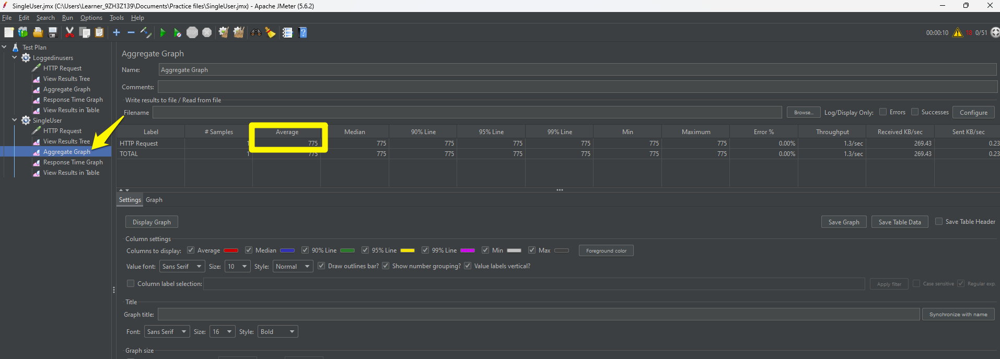 SingleUser.jmx (C:\Users\Learner_9ZH3Z139\Documents\Practice files\SingleUser.jmx) - Apache JMeter (5.6.2)
File Edit Search Run Options Tools Help
00:00:10 18 0/51
Test Plan
Loggedinusers
HTTP Request
View Results Tree
Aggregate Graph
Response Time Graph
View Results in Table
SingleUser
HTTP Request
View Results Tree
Aggregate Graph
Response Time Graph
View Results in Table
Aggregate Graph
Name: Aggregate Graph
Comments:
Write results to file / Read from file
Filename Browse... Log/Display Only: Errors Successes Configure
Label # Samples Average Median 90% Line 95% Line 99% Line Min Maximum Error % Throughput Received KB/sec Sent KB/sec
HTTP Request 1 775 775 775 775 775 775 775 0.00% 1.3/sec 269.43 0.23
TOTAL 1 775 775 775 775 775 775 775 0.00% 1.3/sec 269.43 0.23
Settings Graph
Display Graph Save Graph Save Table Data Save Table Header
Column settings
Columns to display: Average Median 90% Line 95% Line 99% Line Min Max Foreground color
Value font: Sans Serif Size: 10 Style: Normal Draw outlines bar? Show number grouping? Value labels vertical?
Column label selection: Apply filter Case sensitive Regular exp.
Title
Graph title: Synchronize with name
Font: Sans Serif Size: 16 Style: Bold
Graph size